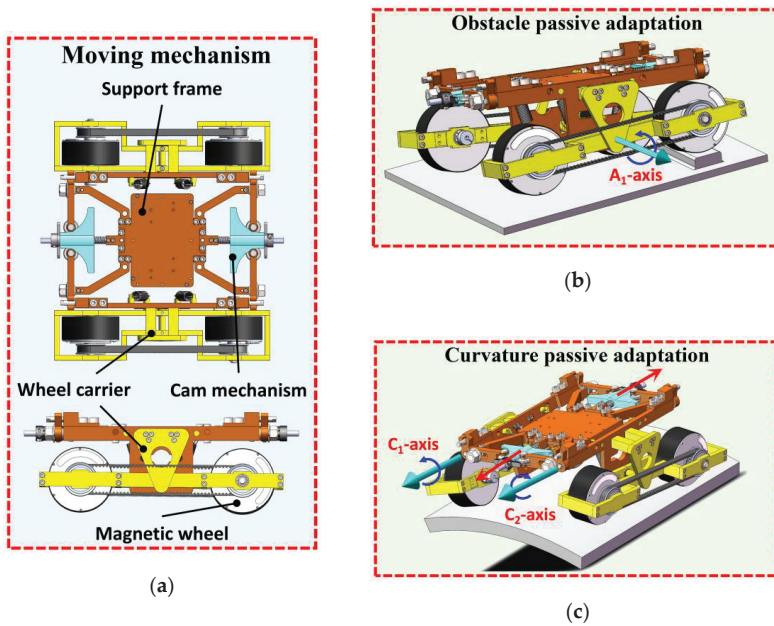 Moving mechanism
Support frame
Wheel carrier
Cam mechanism
Magnetic wheel
(a)
Obstacle passive adaptation
A₁-axis
(b)
Curvature passive adaptation
C₁-axis
C₂-axis
(c)